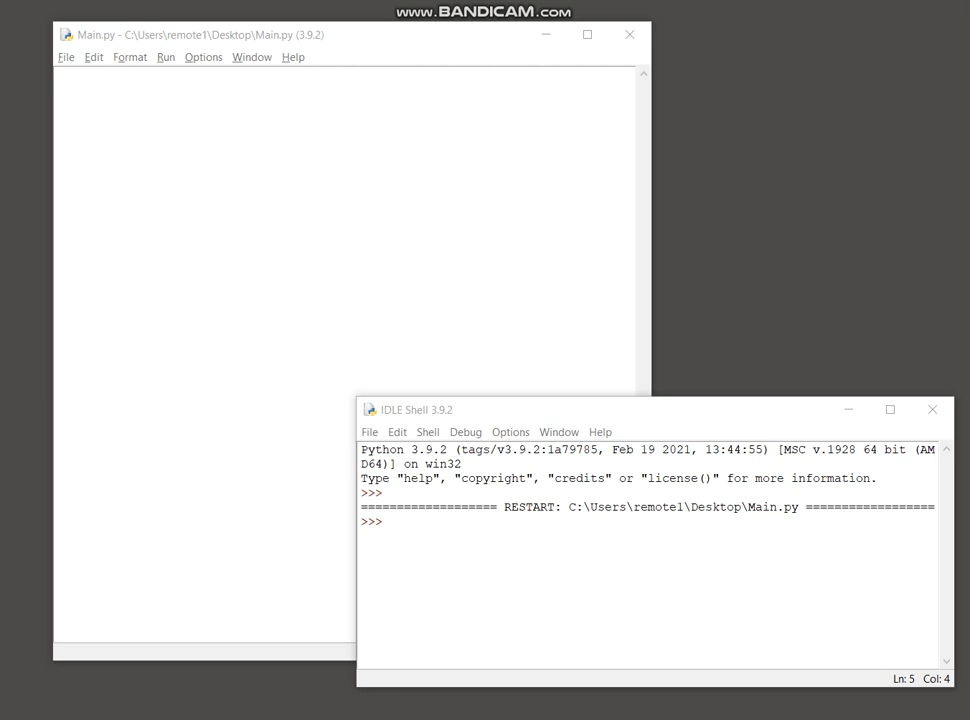 www.BANDICAM.com
Main.py - C:\Users\remote1\Desktop\Main.py (3.9.2)
File Edit Format Run Options Window Help
IDLE Shell 3.9.2
File Edit Shell Debug Options Window Help
Python 3.9.2 (tags/v3.9.2:1a79785, Feb 19 2021, 13:44:55) [MSC v.1928 64 bit (AM
D64)] on win32
Type "help", "copyright", "credits" or "license()" for more information.
>>>
=================== RESTART: C:\Users\remote1\Desktop\Main.py ==================
>>>
Ln: 5 Col: 4